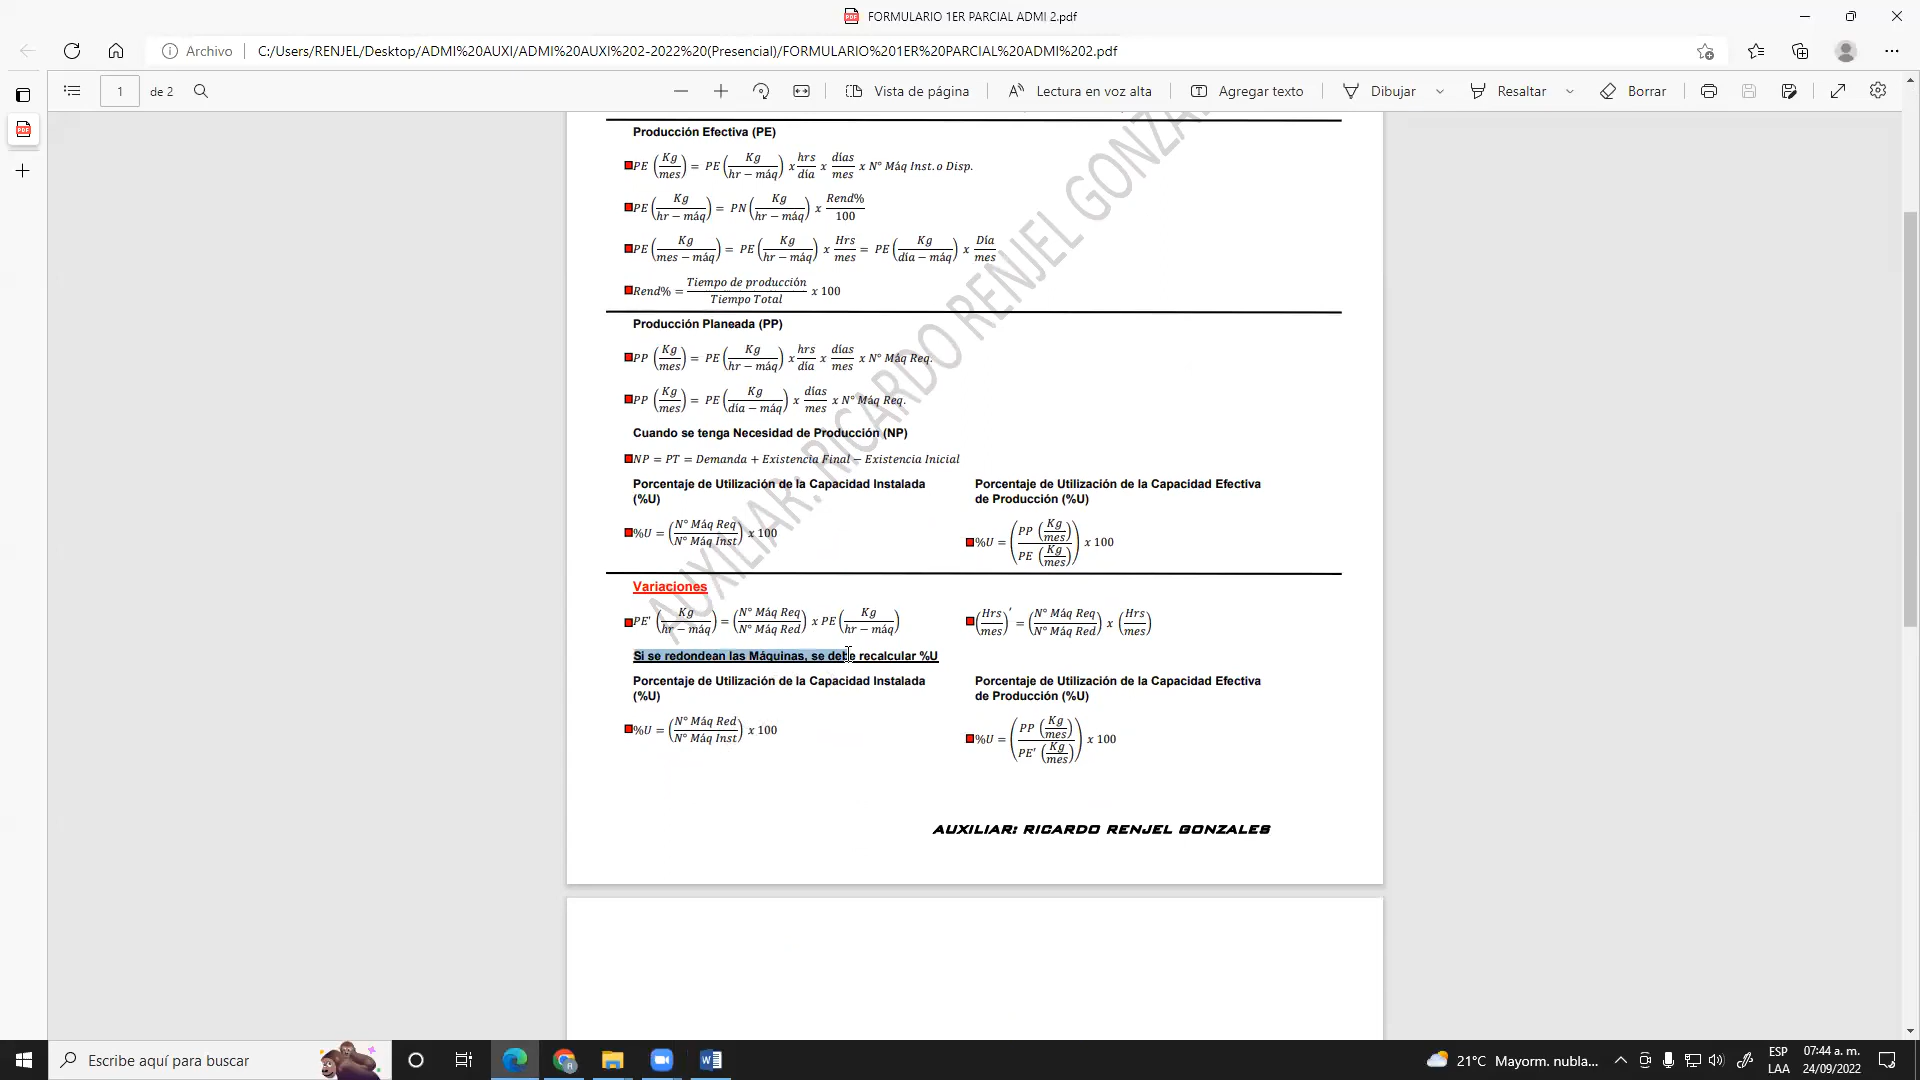 FORMULARIO 1ER PARCIAL ADMI 2.pdf
Archivo
C:/Users/RENJEL/Desktop/ADMI%20AUXI/ADMI%20AUXI%202-2022%20(Presencial)/FORMULARIO%201ER%20PARCIAL%20ADMI%202.pdf
1 de 2 Vista de página Lectura en voz alta Agregar texto Dibujar Resaltar Borrar
Producción Efectiva (PE)
PE (Kg/mes) = PE (Kg/hr − máq) x hrs/día x días/mes x N° Máq Inst. o Disp.
PE (Kg/hr − máq) = PN (Kg/hr − máq) x Rend%/100
PE (Kg/mes − máq) = PE (Kg/hr − máq) x Hrs/mes = PE (Kg/día − máq) x Día/mes
Rend% = Tiempo de producción/Tiempo Total x 100
Producción Planeada (PP)
PP (Kg/mes) = PE (Kg/hr − máq) x hrs/día x días/mes x N° Máq Req.
PP (Kg/mes) = PE (Kg/día − máq) x días/mes x N° Máq Req.
Cuando se tenga Necesidad de Producción (NP)
NP = PT = Demanda + Existencia Final − Existencia Inicial
Porcentaje de Utilización de la Capacidad Instalada (%U)
%U = (N° Máq Req/N° Máq Inst) x 100
Porcentaje de Utilización de la Capacidad Efectiva de Producción (%U)
%U = (PP (Kg/mes)/PE (Kg/mes)) x 100
Variaciones
PE' (Kg/hr − máq) = (N° Máq Req/N° Máq Red) x PE (Kg/hr − máq)
(Hrs/mes)' = (N° Máq Req/N° Máq Red) x (Hrs/mes)
Si se redondean las Máquinas, se debe recalcular %U
Porcentaje de Utilización de la Capacidad Instalada (%U)
%U = (N° Máq Red/N° Máq Inst) x 100
Porcentaje de Utilización de la Capacidad Efectiva de Producción (%U)
%U = (PP (Kg/mes)/PE' (Kg/mes)) x 100
AUXILIAR: RICARDO RENJEL GONZALES
AUXILIAR: RICARDO RENJEL GONZA
Escribe aquí para buscar
21°C Mayorm. nubla...
ESP
LAA
07:44 a. m.
24/09/2022